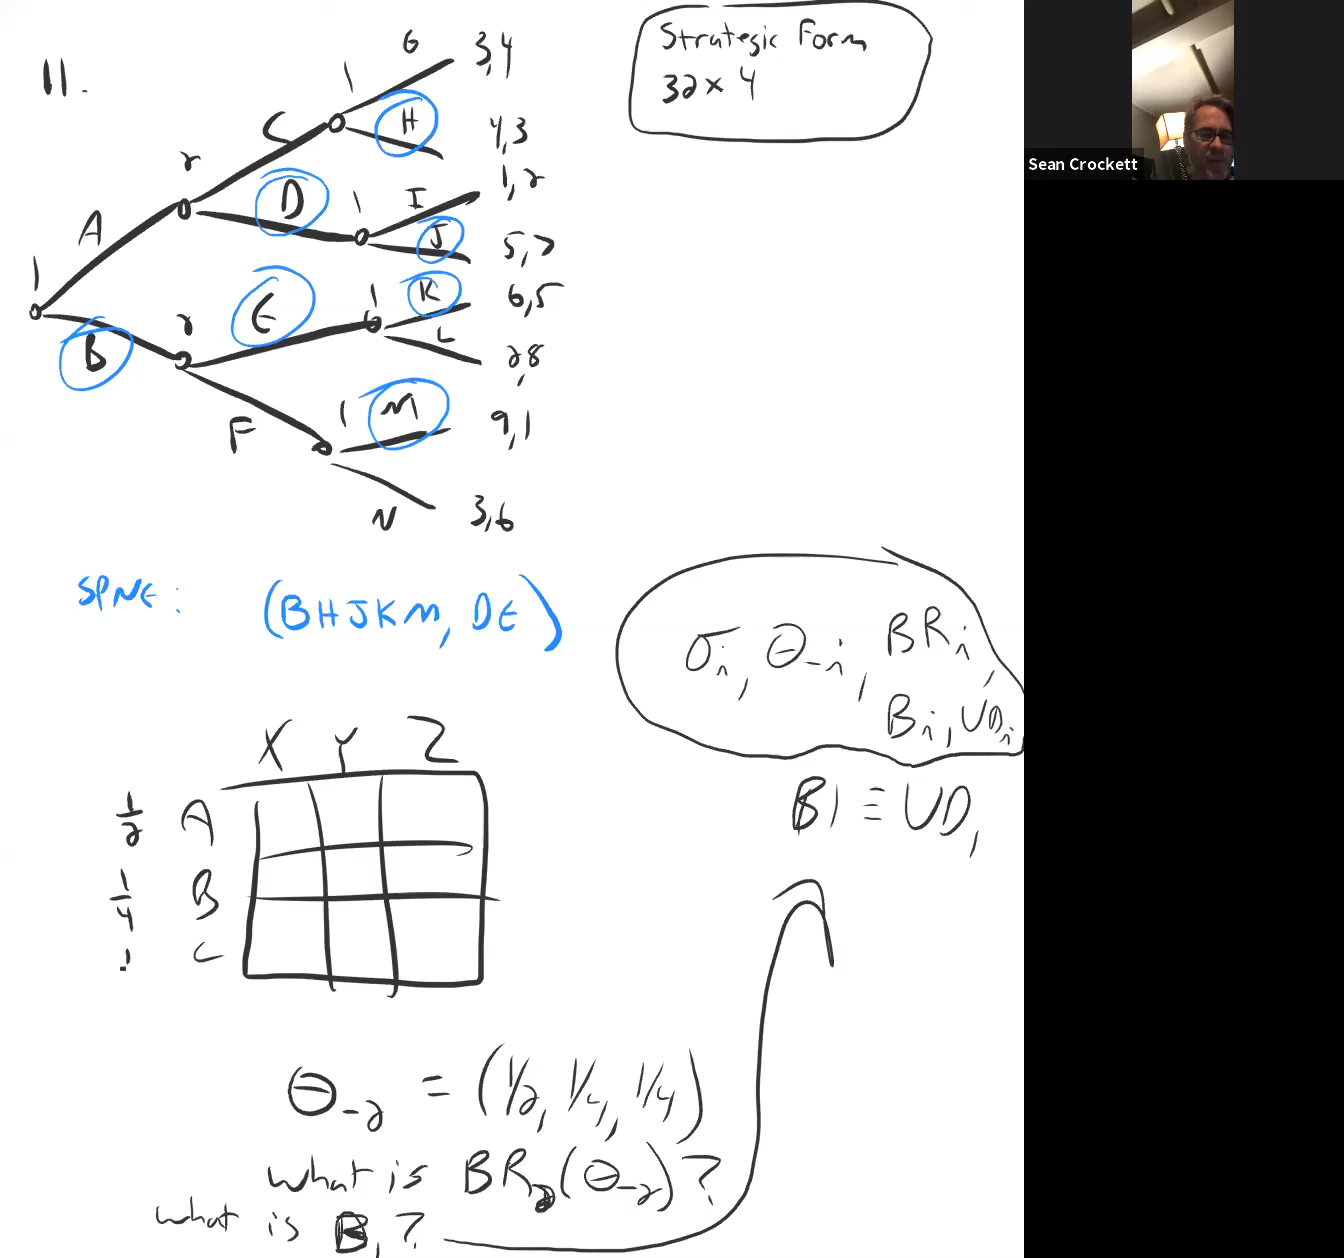 11.
Strategic Form
32 × 4
G
3,4
1
C
H
4,3
2
D
1
I
1,2
A
J
5,7
1
2
E
1
K
6,5
B
L
2,8
F
1
M
9,1
N
3,6
SPNE: (BHJKM, DE)
σi, Θ-i, BRi,
Bi, UDi
X Y Z
1/2 A
1/4 B
C
B1 ≡ UD1
Θ-2 = (1/2, 1/4, 1/4)
what is BR2(Θ-2)?
what is B1?
Sean Crockett